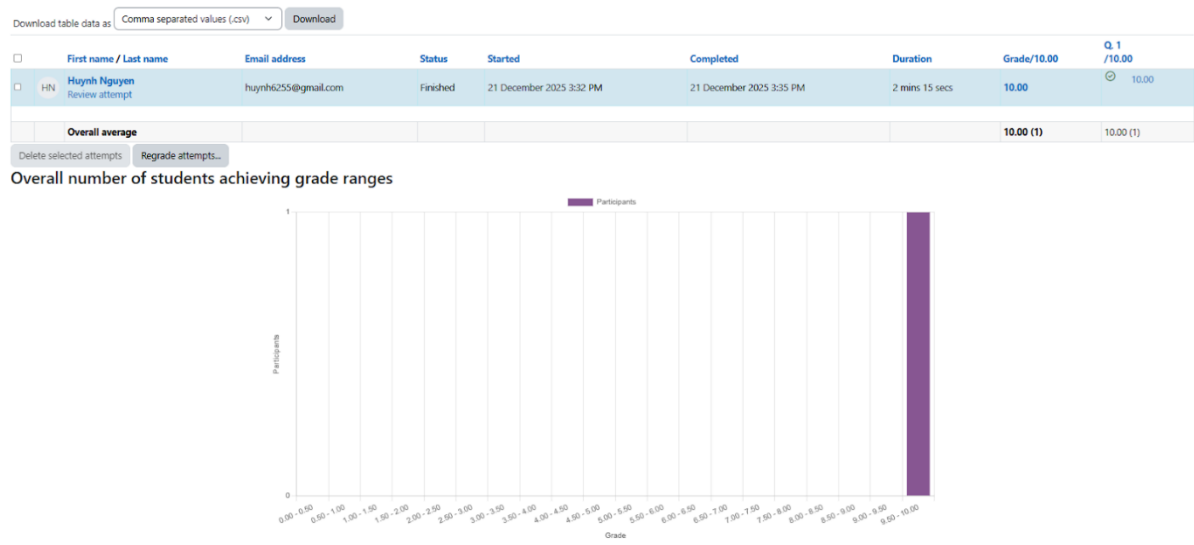 Download table data as Comma separated values (.csv) Download
First name / Last name Email address Status Started Completed Duration Grade/10.00 Q. 1 /10.00
HN Huynh Nguyen huynh6255@gmail.com Finished 21 December 2025 3:32 PM 21 December 2025 3:35 PM 2 mins 15 secs 10.00 10.00
Review attempt
Overall average 10.00 (1) 10.00 (1)
Delete selected attempts Regrade attempts...
Overall number of students achieving grade ranges
Participants
1
Participants
0
0.00 - 0.50 0.50 - 1.00 1.00 - 1.50 1.50 - 2.00 2.00 - 2.50 2.50 - 3.00 3.00 - 3.50 3.50 - 4.00 4.00 - 4.50 4.50 - 5.00 5.00 - 5.50 5.50 - 6.00 6.00 - 6.50 6.50 - 7.00 7.00 - 7.50 7.50 - 8.00 8.00 - 8.50 8.50 - 9.00 9.00 - 9.50 9.50 - 10.00
Grade